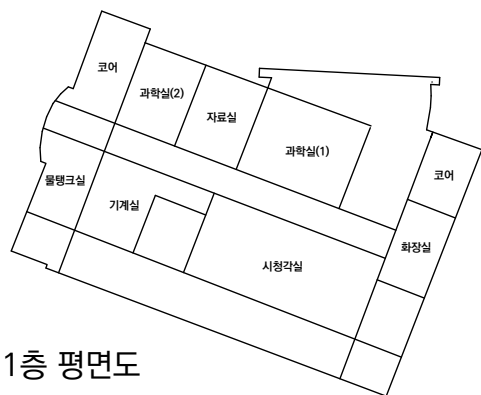 코어
과학실(2)
자료실
과학실(1)
코어
물탱크실
기계실
화장실
시청각실
1층 평면도